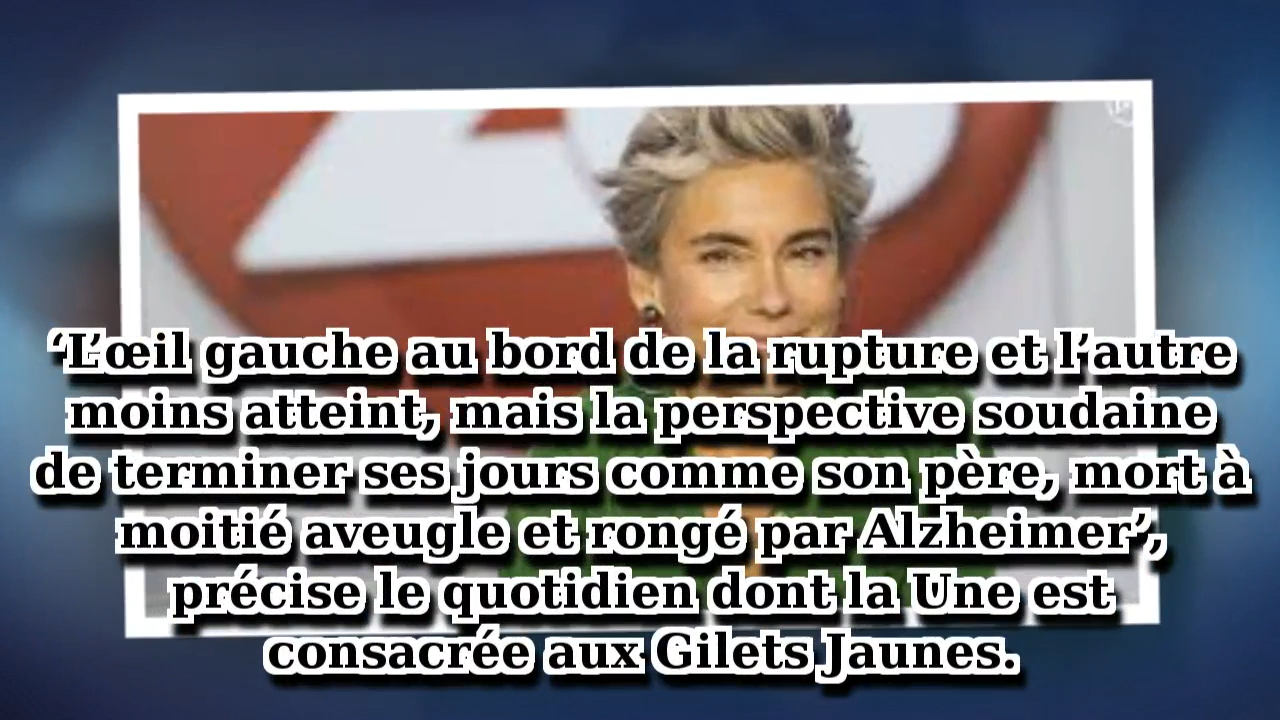 ‘L’œil gauche au bord de la rupture et l’autre
moins atteint, mais la perspective soudaine
de terminer ses jours comme son père, mort à
moitié aveugle et rongé par Alzheimer’,
précise le quotidien dont la Une est
consacrée aux Gilets Jaunes.